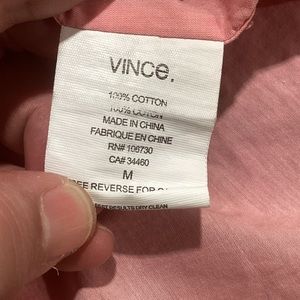 VINCE.
100% COTTON
100% COTON
MADE IN CHINA
FABRIQUE EN CHINE
RN# 106730
CA# 34460
M
REVERSE FOR
RESULTS DRY CLEAN